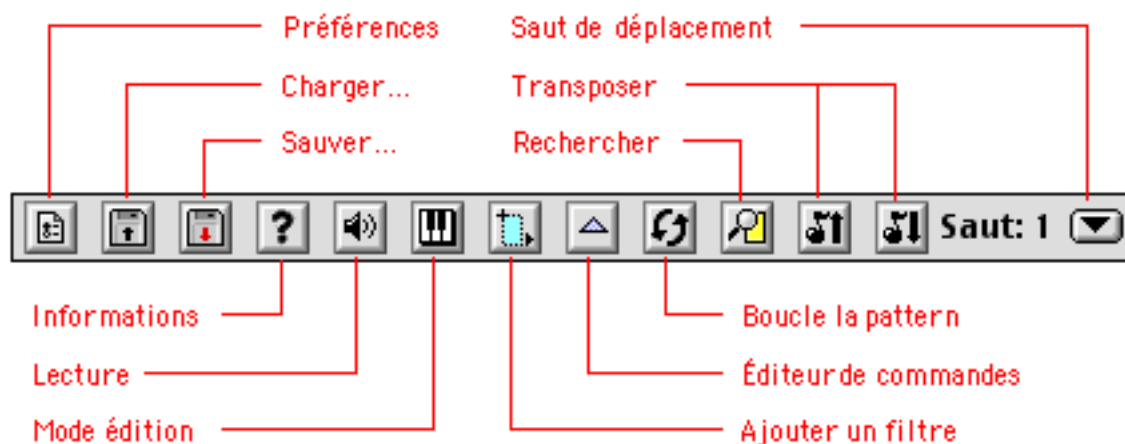 Préférences
Saut de déplacement
Charger...
Transposer
Sauver...
Rechercher
?
Saut: 1
Informations
Boucle la pattern
Lecture
Éditeur de commandes
Mode édition
Ajouter un filtre